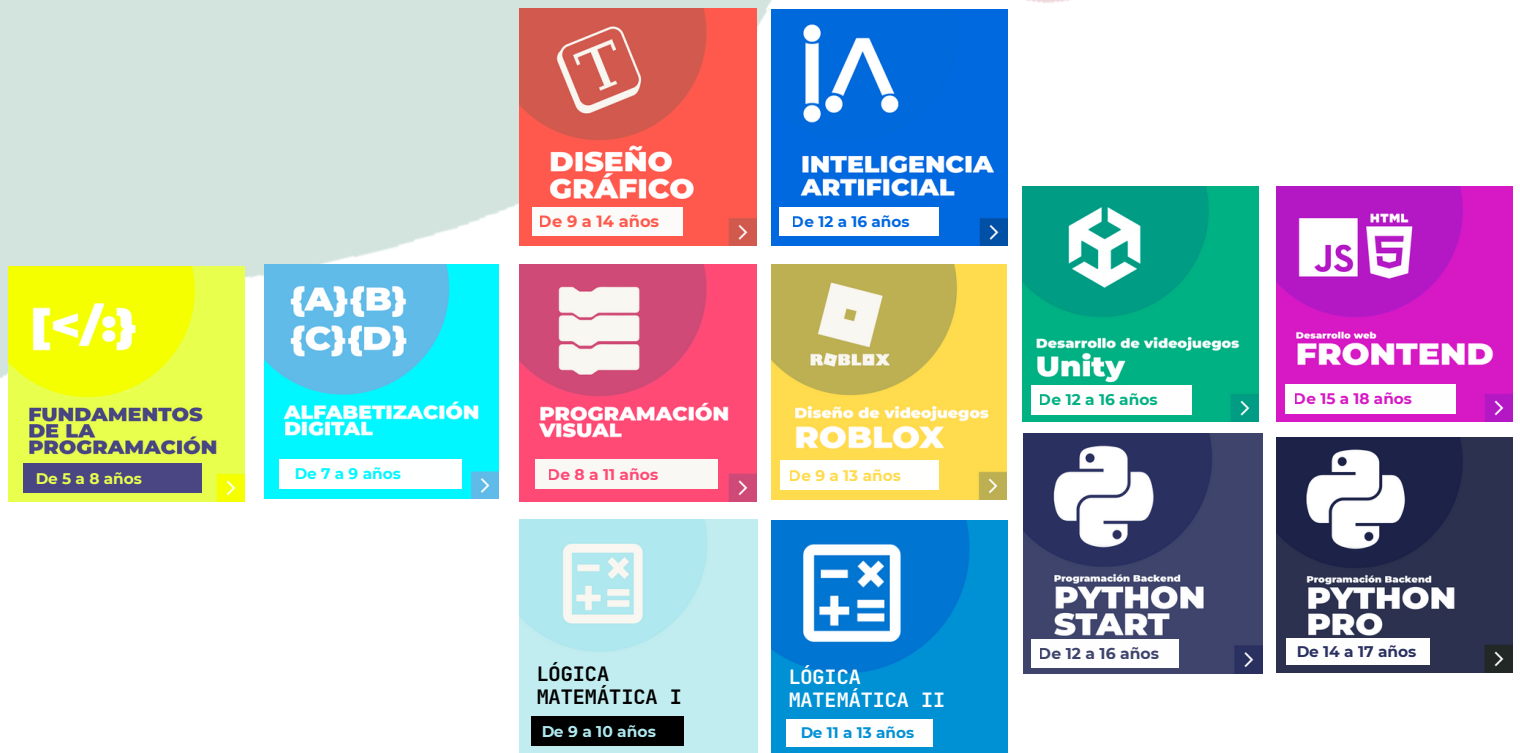 T
DISEÑO
GRÁFICO
De 9 a 14 años
iA
INTELIGENCIA
ARTIFICIAL
De 12 a 16 años
[</:}
FUNDAMENTOS
DE LA
PROGRAMACIÓN
De 5 a 8 años
{A}{B}
{C}{D}
ALFABETIZACIÓN
DIGITAL
De 7 a 9 años
PROGRAMACIÓN
VISUAL
De 8 a 11 años
ROBLOX
Diseño de videojuegos
ROBLOX
De 9 a 13 años
Desarrollo de videojuegos
Unity
De 12 a 16 años
HTML
JS 5
Desarrollo web
FRONTEND
De 15 a 18 años
LÓGICA
MATEMÁTICA I
De 9 a 10 años
LÓGICA
MATEMÁTICA II
De 11 a 13 años
Programación Backend
PYTHON
START
De 12 a 16 años
Programación Backend
PYTHON
PRO
De 14 a 17 años